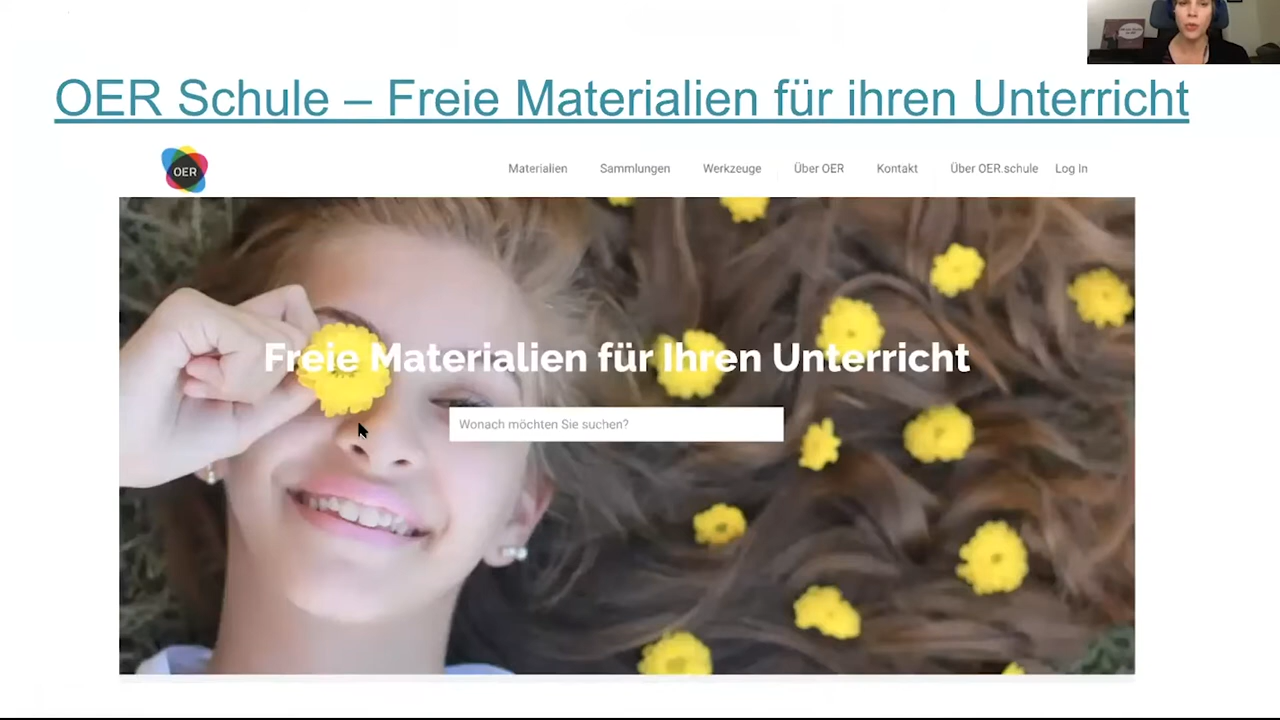 OER Schule – Freie Materialien für ihren Unterricht
OER
Materialien Sammlungen Werkzeuge Über OER Kontakt Über OER.schule Log In
Freie Materialien für Ihren Unterricht
Wonach möchten Sie suchen?